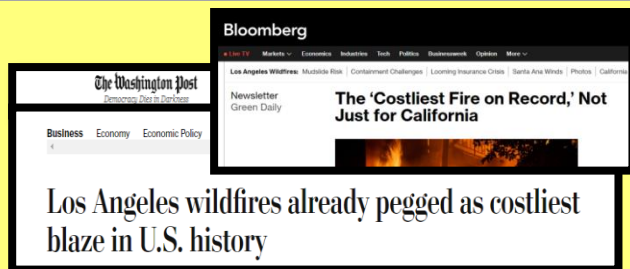 Bloomberg
Live TV Markets Economics Industries Tech Politics Businessweek Opinion More
Los Angeles Wildfires: Mudslide Risk Containment Challenges Looming Insurance Crisis Santa Ana Winds Photos California
Newsletter
Green Daily
The ‘Costliest Fire on Record,’ Not
Just for California
The Washington Post
Democracy Dies in Darkness
Business Economy Economic Policy
Los Angeles wildfires already pegged as costliest
blaze in U.S. history